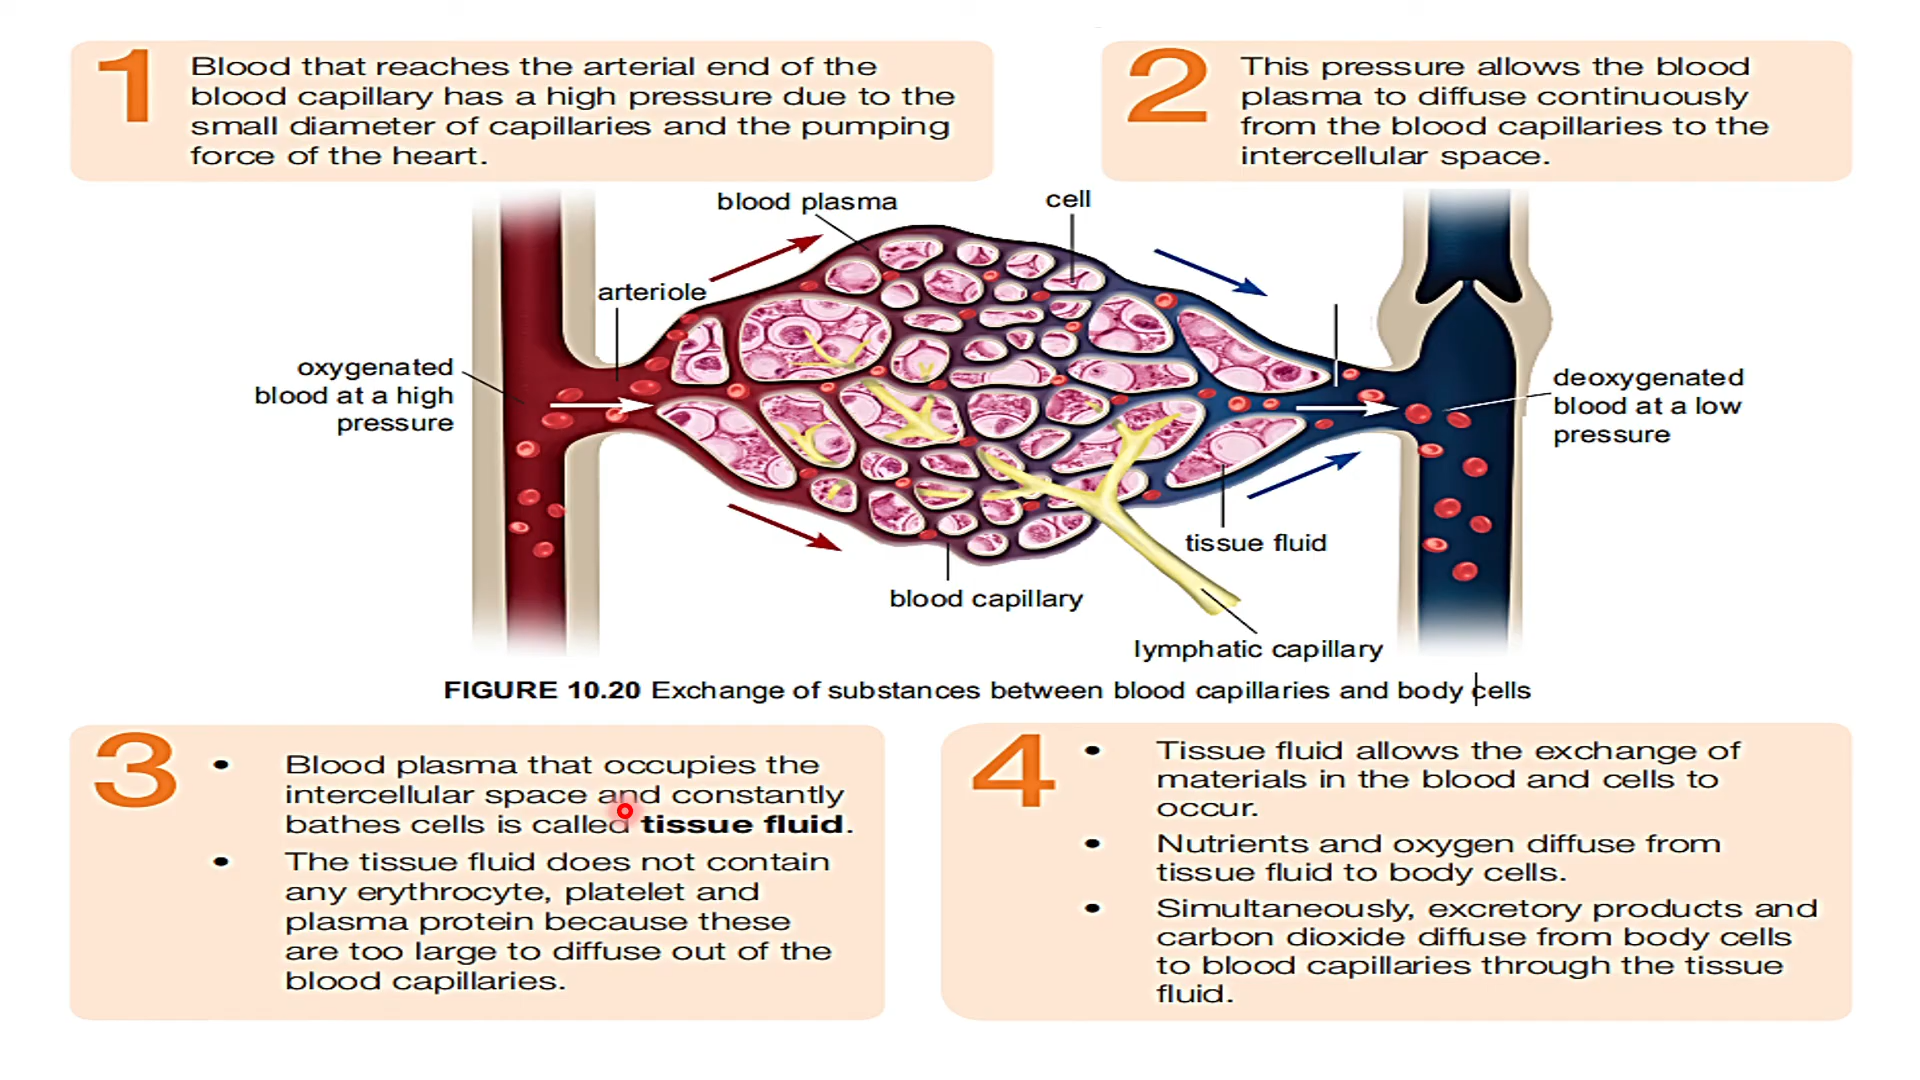 1
Blood that reaches the arterial end of the
blood capillary has a high pressure due to the
small diameter of capillaries and the pumping
force of the heart.
2
This pressure allows the blood
plasma to diffuse continuously
from the blood capillaries to the
intercellular space.
blood plasma
cell
arteriole
oxygenated
blood at a high
pressure
deoxygenated
blood at a low
pressure
tissue fluid
blood capillary
lymphatic capillary
FIGURE 10.20 Exchange of substances between blood capillaries and body cells
3
• Blood plasma that occupies the
intercellular space and constantly
bathes cells is called tissue fluid.
• The tissue fluid does not contain
any erythrocyte, platelet and
plasma protein because these
are too large to diffuse out of the
blood capillaries.
4
• Tissue fluid allows the exchange of
materials in the blood and cells to
occur.
• Nutrients and oxygen diffuse from
tissue fluid to body cells.
• Simultaneously, excretory products and
carbon dioxide diffuse from body cells
to blood capillaries through the tissue
fluid.